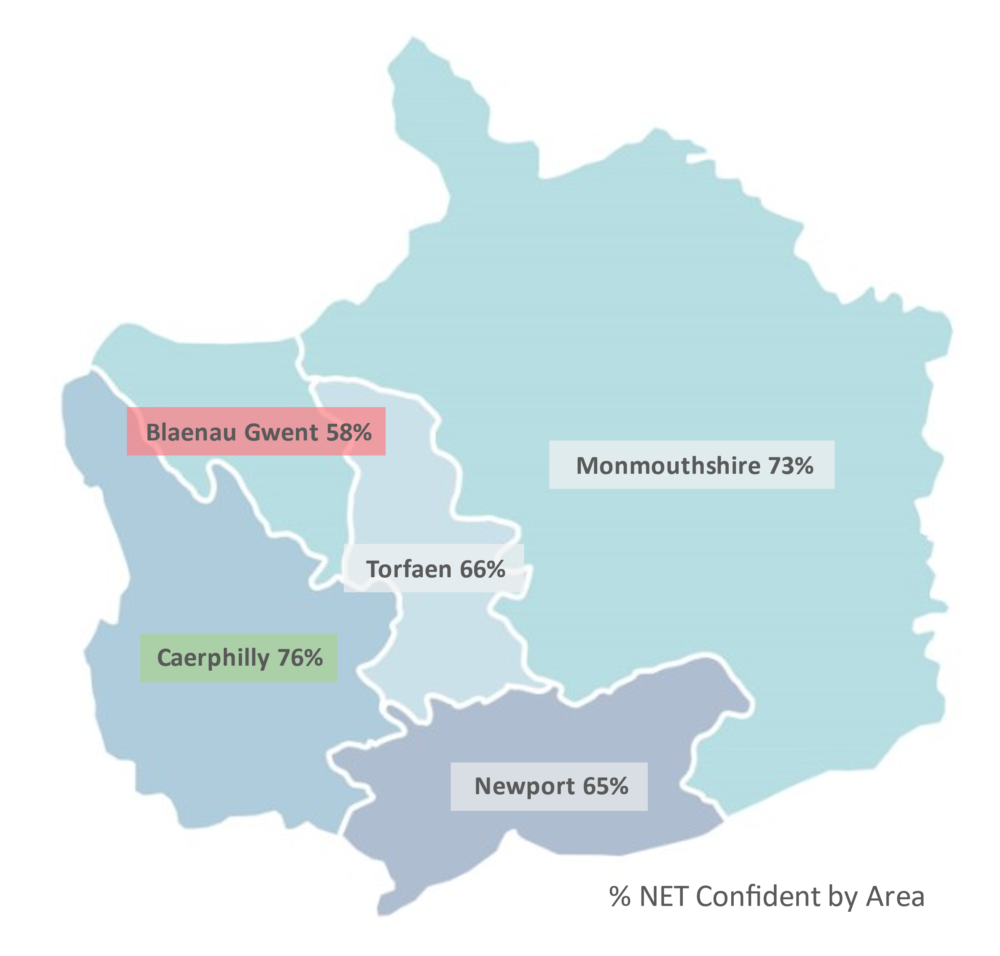 Blaenau Gwent 58%
Monmouthshire 73%
Torfaen 66%
Caerphilly 76%
Newport 65%
% NET Confident by Area